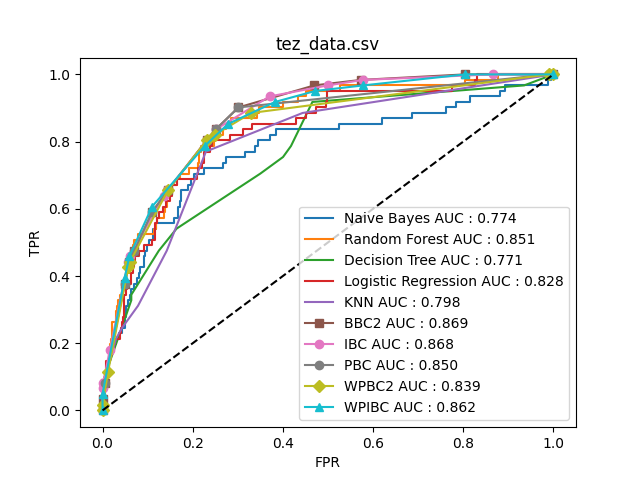 tez_data.csv
1.0
0.8
0.6
0.4
0.2
0.0
TPR
Naive Bayes AUC : 0.774
Random Forest AUC : 0.851
Decision Tree AUC : 0.771
Logistic Regression AUC : 0.828
KNN AUC : 0.798
BBC2 AUC : 0.869
IBC AUC : 0.868
PBC AUC : 0.850
WPBC2 AUC : 0.839
WPIBC AUC : 0.862
0.0 0.2 0.4 0.6 0.8 1.0
FPR